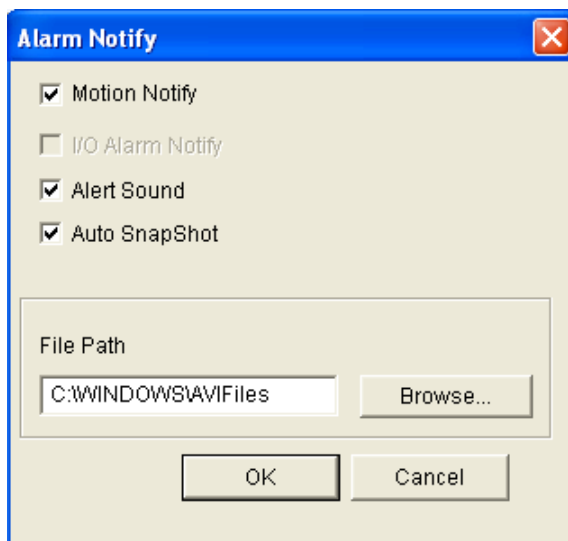 Alarm Notify
Motion Notify
I/O Alarm Notify
Alert Sound
Auto SnapShot
File Path
C:\WINDOWS\AVIFiles
Browse...
OK
Cancel